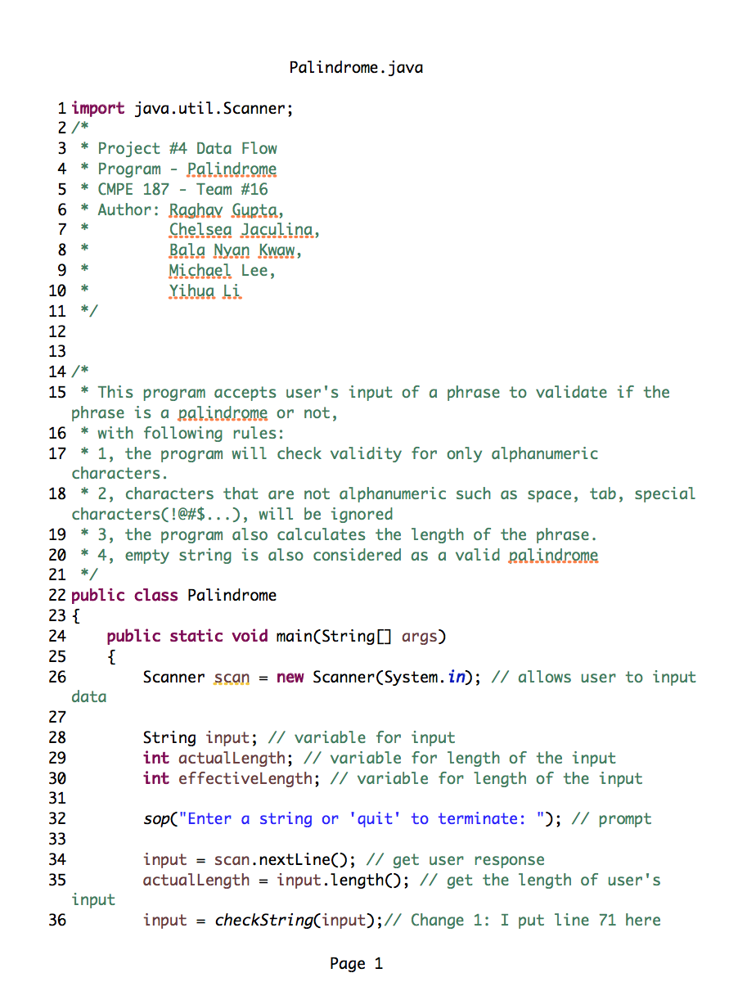 Palindrome.java
1 import java.util.Scanner;
2 /*
3  * Project #4 Data Flow
4  * Program - Palindrome
5  * CMPE 187 - Team #16
6  * Author: Raghav Gupta,
7  *         Chelsea Jaculina,
8  *         Bala Nyan Kwaw,
9  *         Michael Lee,
10  *         Yihua Li
11  */
12
13
14 /*
15  * This program accepts user's input of a phrase to validate if the
phrase is a palindrome or not,
16  * with following rules:
17  * 1, the program will check validity for only alphanumeric
characters.
18  * 2, characters that are not alphanumeric such as space, tab, special
characters(!@#$...), will be ignored
19  * 3, the program also calculates the length of the phrase.
20  * 4, empty string is also considered as a valid palindrome
21  */
22 public class Palindrome
23 {
24     public static void main(String[] args)
25     {
26         Scanner scan = new Scanner(System.in); // allows user to input
data
27
28         String input; // variable for input
29         int actualLength; // variable for length of the input
30         int effectiveLength; // variable for length of the input
31
32         sop("Enter a string or 'quit' to terminate: "); // prompt
33
34         input = scan.nextLine(); // get user response
35         actualLength = input.length(); // get the length of user's
input
36         input = checkString(input);// Change 1: I put line 71 here
Page 1